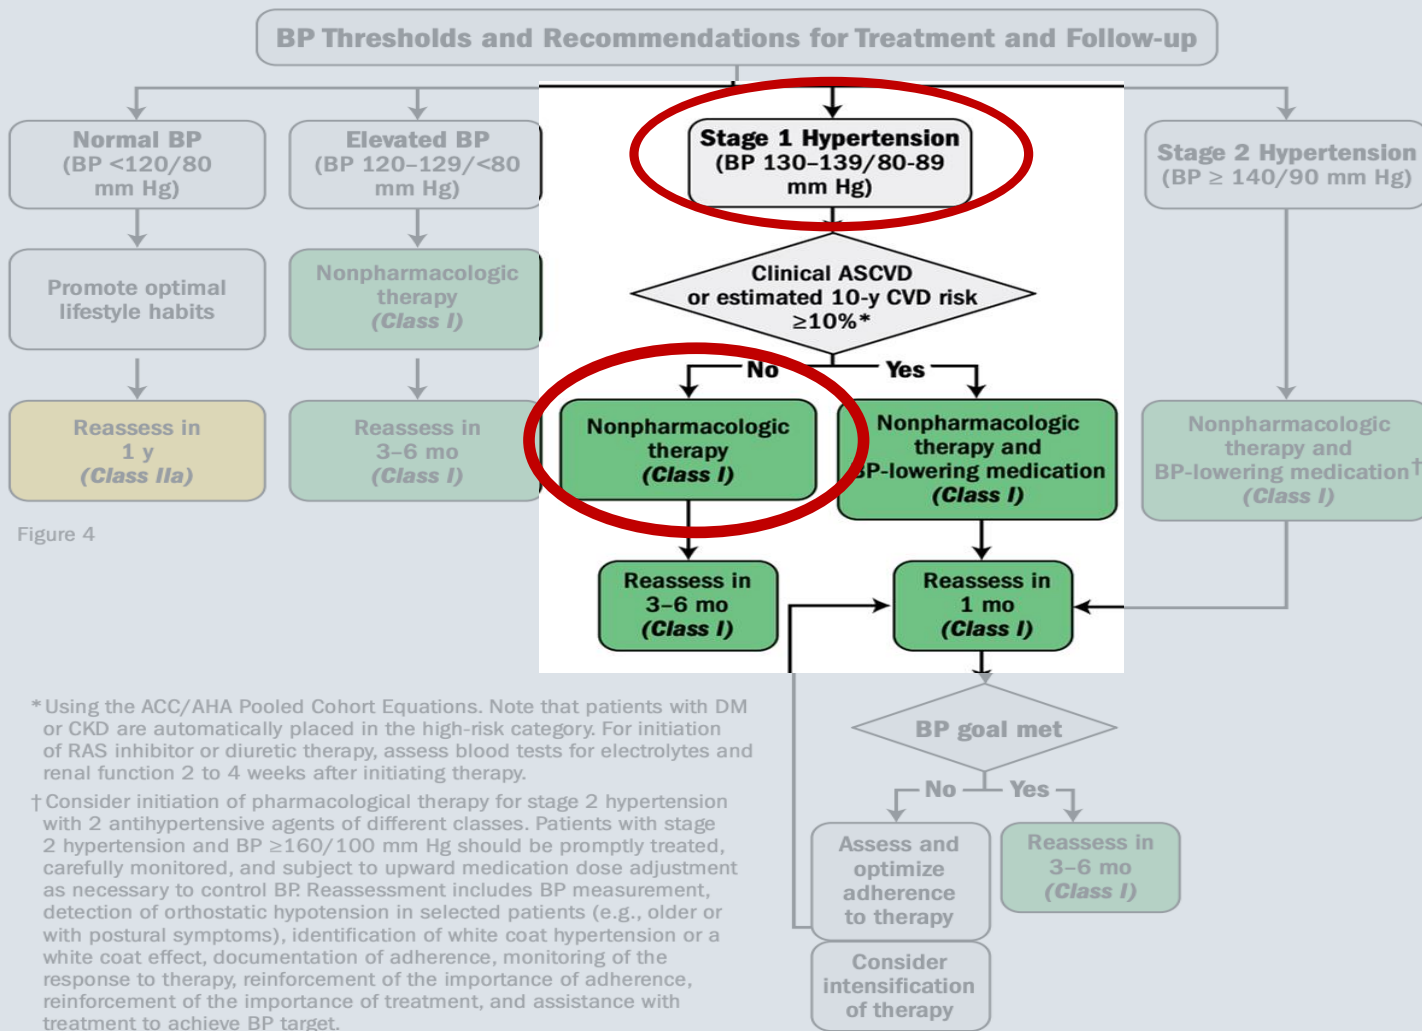 BP Thresholds and Recommendations for Treatment and Follow-up
Normal BP
(BP <120/80
mm Hg)
Elevated BP
(BP 120–129/<80
mm Hg)
Stage 1 Hypertension
(BP 130–139/80-89
mm Hg)
Stage 2 Hypertension
(BP ≥ 140/90 mm Hg)
Promote optimal
lifestyle habits
Nonpharmacologic
therapy
(Class I)
Clinical ASCVD
or estimated 10-y CVD risk
≥10%*
No
Yes
Reassess in
1 y
(Class IIa)
Reassess in
3–6 mo
(Class I)
Nonpharmacologic
therapy
(Class I)
Nonpharmacologic
therapy and
BP-lowering medication
(Class I)
Nonpharmacologic
therapy and
BP-lowering medication†
(Class I)
Figure 4
Reassess in
3–6 mo
(Class I)
Reassess in
1 mo
(Class I)
BP goal met
No
Yes
Assess and
optimize
adherence
to therapy
Reassess in
3–6 mo
(Class I)
Consider
intensification
of therapy
*Using the ACC/AHA Pooled Cohort Equations. Note that patients with DM
or CKD are automatically placed in the high-risk category. For initiation
of RAS inhibitor or diuretic therapy, assess blood tests for electrolytes and
renal function 2 to 4 weeks after initiating therapy.
†Consider initiation of pharmacological therapy for stage 2 hypertension
with 2 antihypertensive agents of different classes. Patients with stage
2 hypertension and BP ≥160/100 mm Hg should be promptly treated,
carefully monitored, and subject to upward medication dose adjustment
as necessary to control BP. Reassessment includes BP measurement,
detection of orthostatic hypotension in selected patients (e.g., older or
with postural symptoms), identification of white coat hypertension or a
white coat effect, documentation of adherence, monitoring of the
response to therapy, reinforcement of the importance of adherence,
reinforcement of the importance of treatment, and assistance with
treatment to achieve BP target.